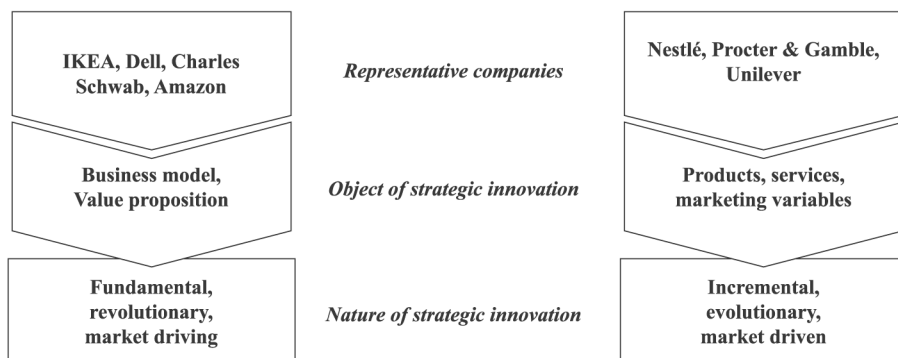 IKEA, Dell, Charles
Schwab, Amazon
Representative companies
Nestlé, Procter & Gamble,
Unilever
Business model,
Value proposition
Object of strategic innovation
Products, services,
marketing variables
Fundamental,
revolutionary,
market driving
Nature of strategic innovation
Incremental,
evolutionary,
market driven